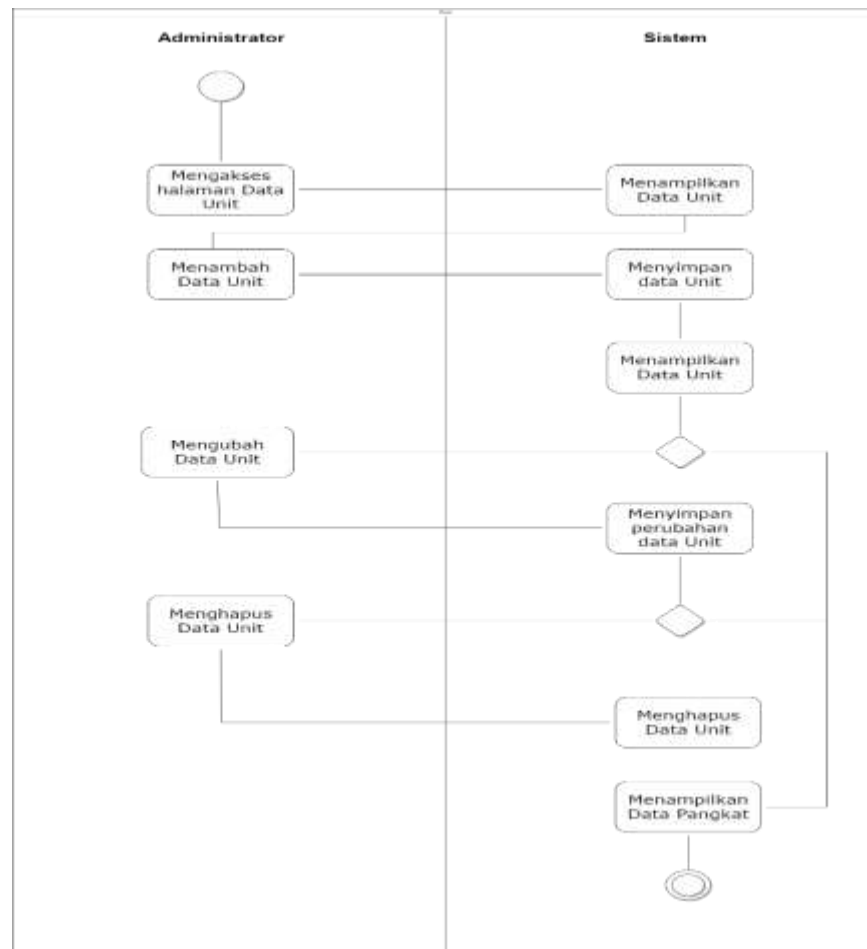 Administrator
Sistem
Mengakses
halaman Data
Unit
Menampilkan
Data Unit
Menambah
Data Unit
Menyimpan
data Unit
Menampilkan
Data Unit
Mengubah
Data Unit
Menyimpan
perubahan
data Unit
Menghapus
Data Unit
Menghapus
Data Unit
Menampilkan
Data Pangkat